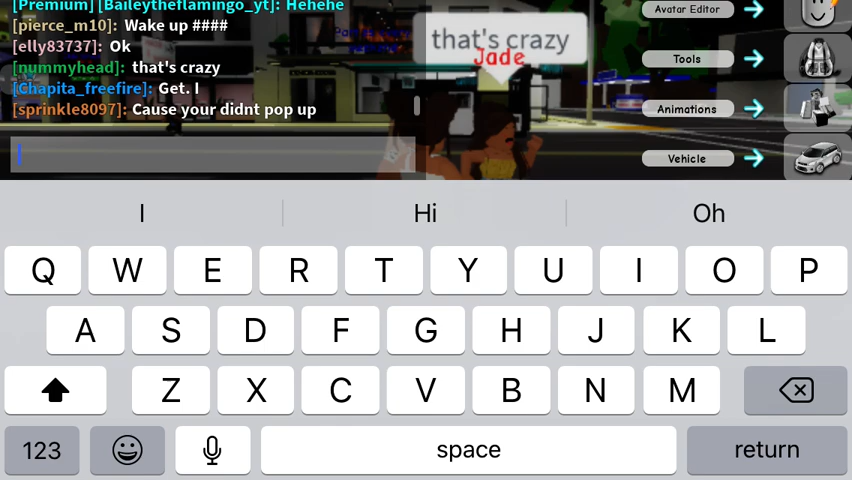 [Premium] [Baileytheflamingo_yt]: Hehehe
[pierce_m10]: Wake up ####
[elly83737]: Ok
[nummyhead]: that's crazy
[Chapita_freefire]: Get. I
[sprinkle8097]: Cause your didnt pop up
that's crazy
Jade
Avatar Editor
Tools
Animations
Vehicle
I Hi Oh
Q W E R T Y U I O P
A S D F G H J K L
Z X C V B N M
123 space return